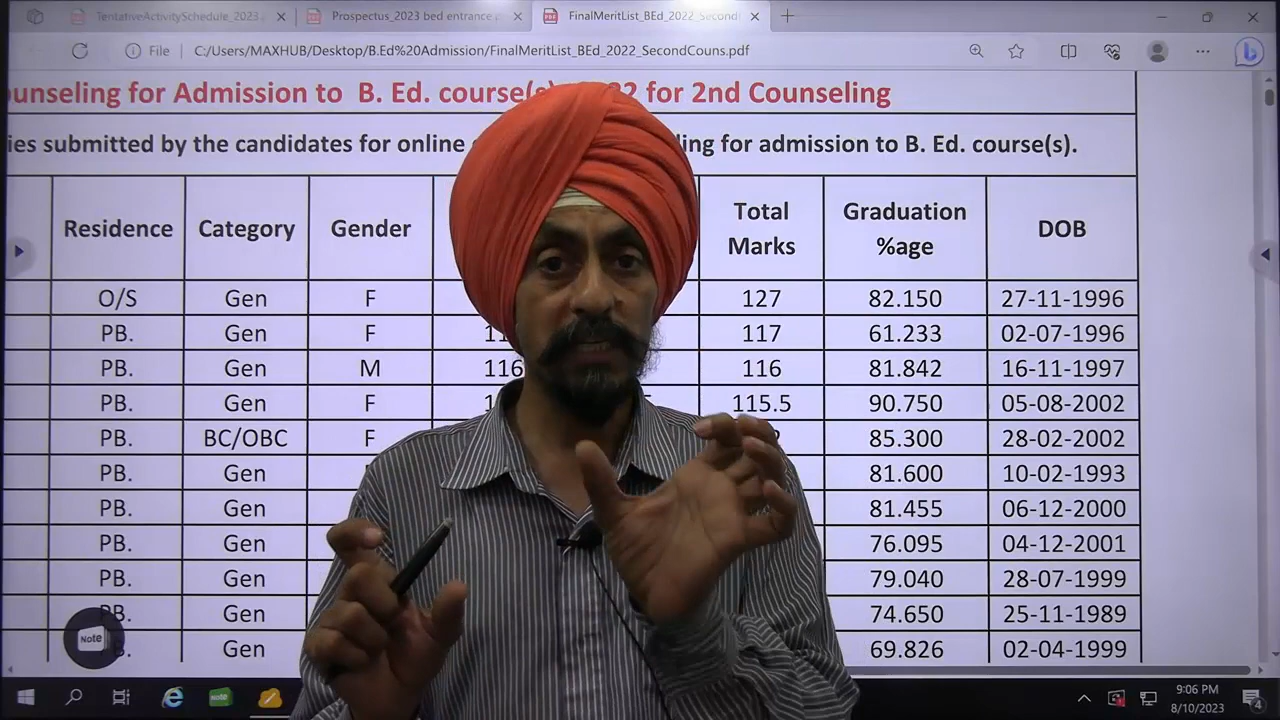 TentativeActivitySchedule_2023
Prospectus_2023 bed entrance
FinalMeritList_BEd_2022_Second
File C:/Users/MAXHUB/Desktop/B.Ed%20Admission/FinalMeritList_BEd_2022_SecondCouns.pdf
ounseling for Admission to B. Ed. course(s) 22 for 2nd Counseling
ies submitted by the candidates for online ling for admission to B. Ed. course(s).
Residence Category Gender Total Marks Graduation %age DOB
O/S Gen F 127 82.150 27-11-1996
PB. Gen F 117 61.233 02-07-1996
PB. Gen M 116 116 81.842 16-11-1997
PB. Gen F 115.5 90.750 05-08-2002
PB. BC/OBC F 85.300 28-02-2002
PB. Gen 81.600 10-02-1993
PB. Gen 81.455 06-12-2000
PB. Gen 76.095 04-12-2001
PB. Gen 79.040 28-07-1999
PB. Gen 74.650 25-11-1989
Note
Gen 69.826 02-04-1999
note
9:06 PM
8/10/2023
4